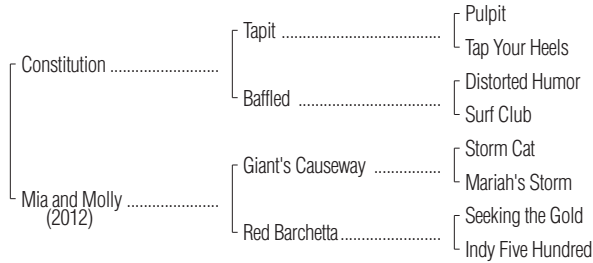 Pulpit
Tapit ........................................
Tap Your Heels
Constitution ...........................
Distorted Humor
Baffled ....................................
Surf Club
Storm Cat
Giant's Causeway .................
Mariah's Storm
Mia and Molly .......................
(2012)
Seeking the Gold
Red Barchetta.........................
Indy Five Hundred